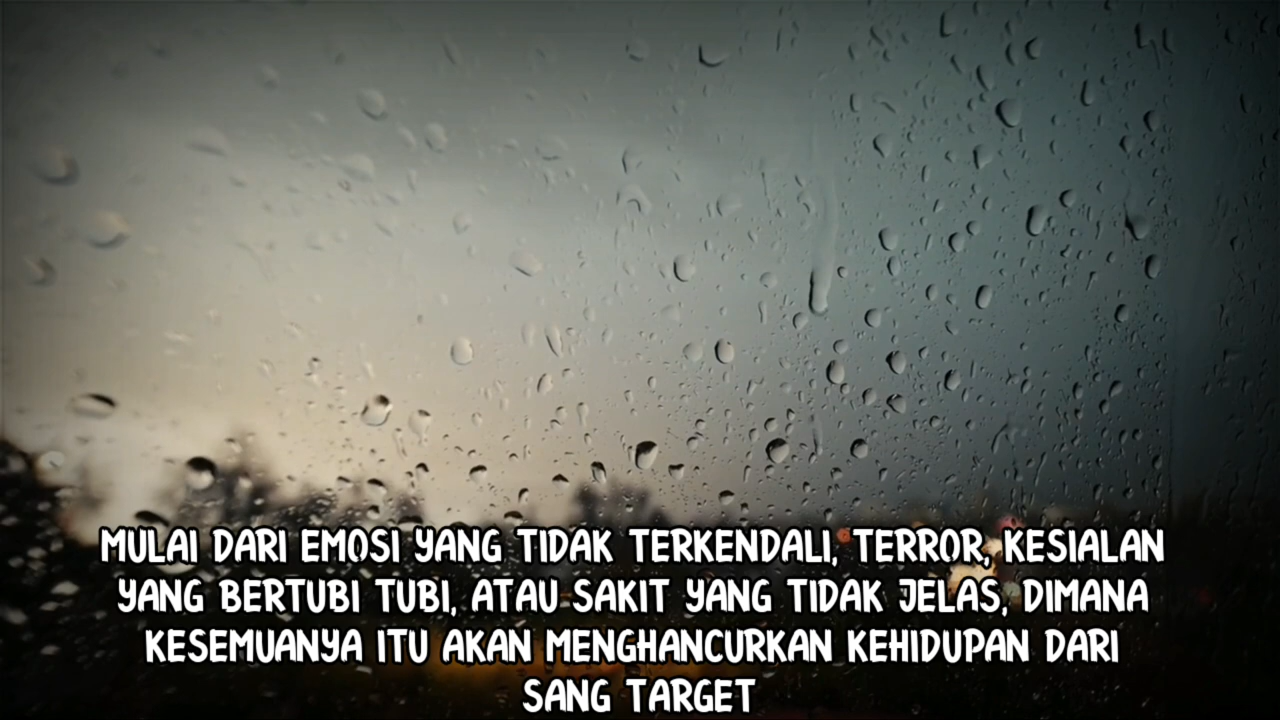 MULAI DARI EMOSI YANG TIDAK TERKENDALI, TERROR, KESIALAN
YANG BERTUBI TUBI, ATAU SAKIT YANG TIDAK JELAS, DIMANA
KESEMUANYA ITU AKAN MENGHANCURKAN KEHIDUPAN DARI
SANG TARGET